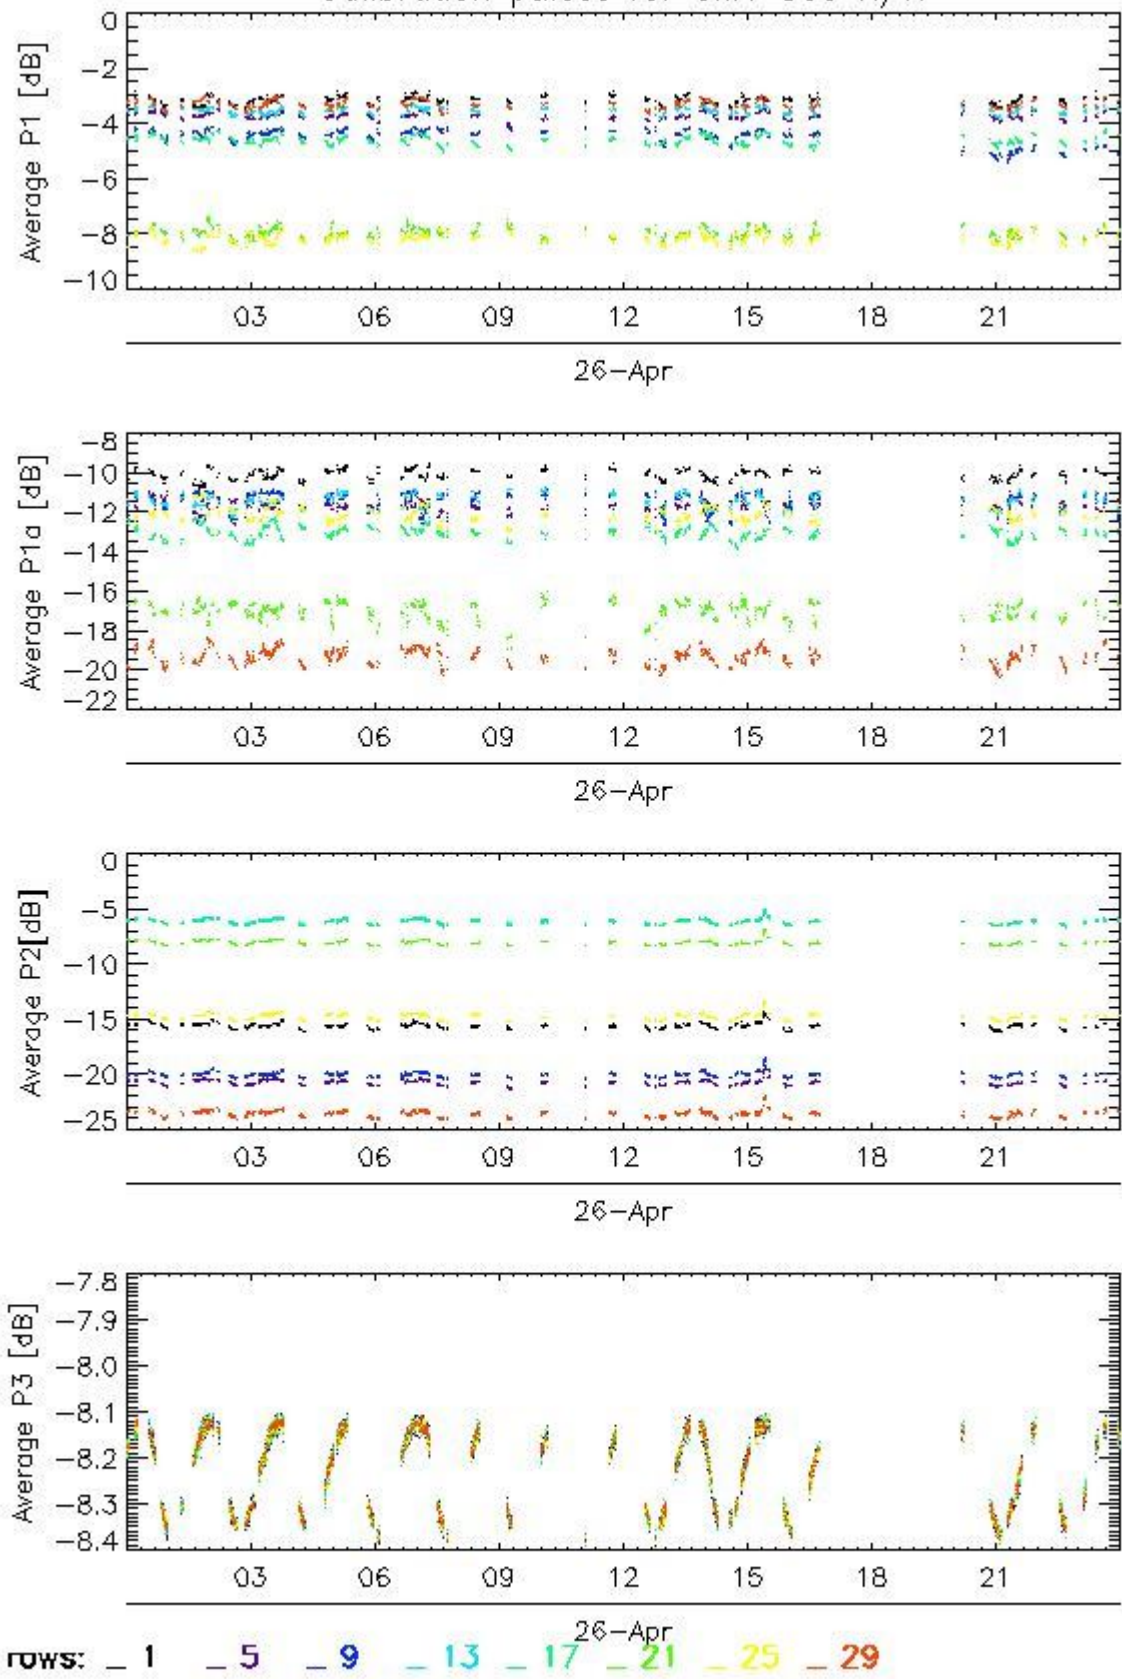 0
−2
−4
−6
−8
−10
Average P1 [dB]
03 06 09 12 15 18 21
26−Apr
−8
−10
−12
−14
−16
−18
−20
−22
Average P1a [dB]
03 06 09 12 15 18 21
26−Apr
0
−5
−10
−15
−20
−25
Average P2[dB]
03 06 09 12 15 18 21
26−Apr
−7.8
−7.9
−8.0
−8.1
−8.2
−8.3
−8.4
Average P3 [dB]
03 06 09 12 15 18 21
26−Apr
rows: _ 1 _ 5 _ 9 _ 13 _ 17 _ 21 _ 25 _ 29